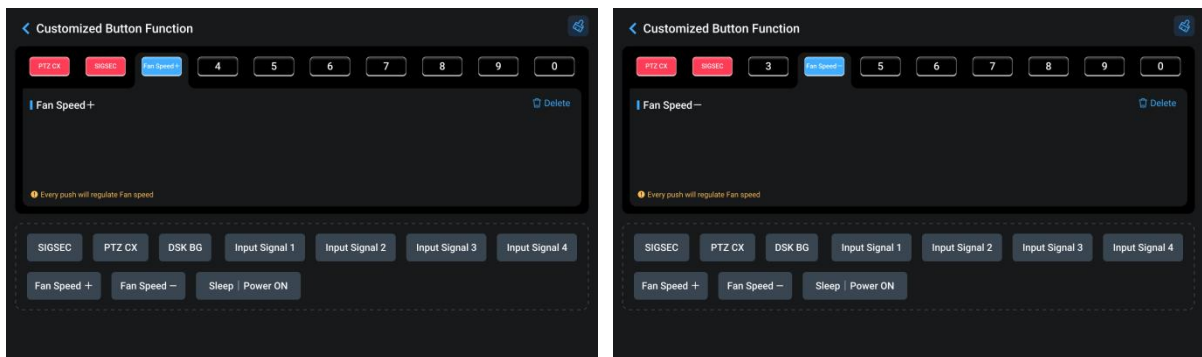 Customized Button Function
PTZ CX SIGSEC Fan Speed+ 4 5 6 7 8 9 0
Fan Speed+ Delete
Every push will regulate Fan speed
SIGSEC PTZ CX DSK BG Input Signal 1 Input Signal 2 Input Signal 3 Input Signal 4
Fan Speed + Fan Speed － Sleep | Power ON
Customized Button Function
PTZ CX SIGSEC 3 Fan Speed－ 5 6 7 8 9 0
Fan Speed－ Delete
Every push will regulate Fan speed
SIGSEC PTZ CX DSK BG Input Signal 1 Input Signal 2 Input Signal 3 Input Signal 4
Fan Speed + Fan Speed － Sleep | Power ON